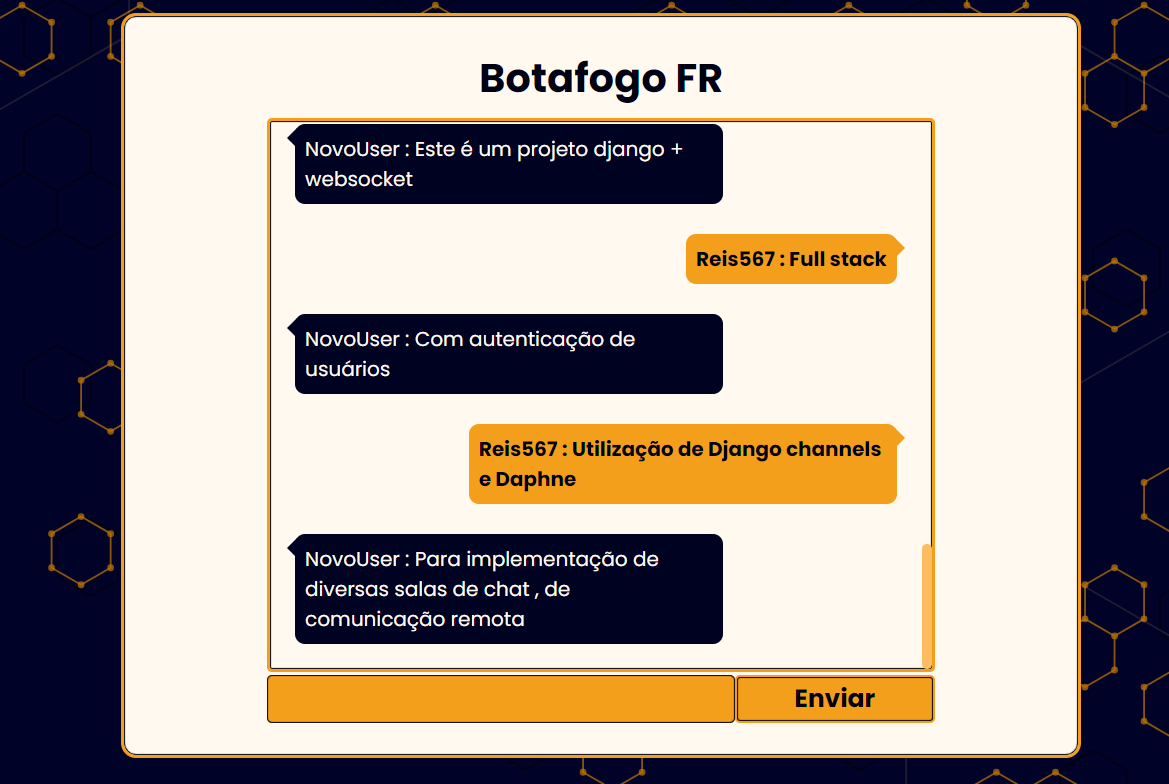 Botafogo FR
NovoUser : Este é um projeto django +
websocket
Reis567 : Full stack
NovoUser : Com autenticação de
usuários
Reis567 : Utilização de Django channels
e Daphne
NovoUser : Para implementação de
diversas salas de chat , de
comunicação remota
Enviar